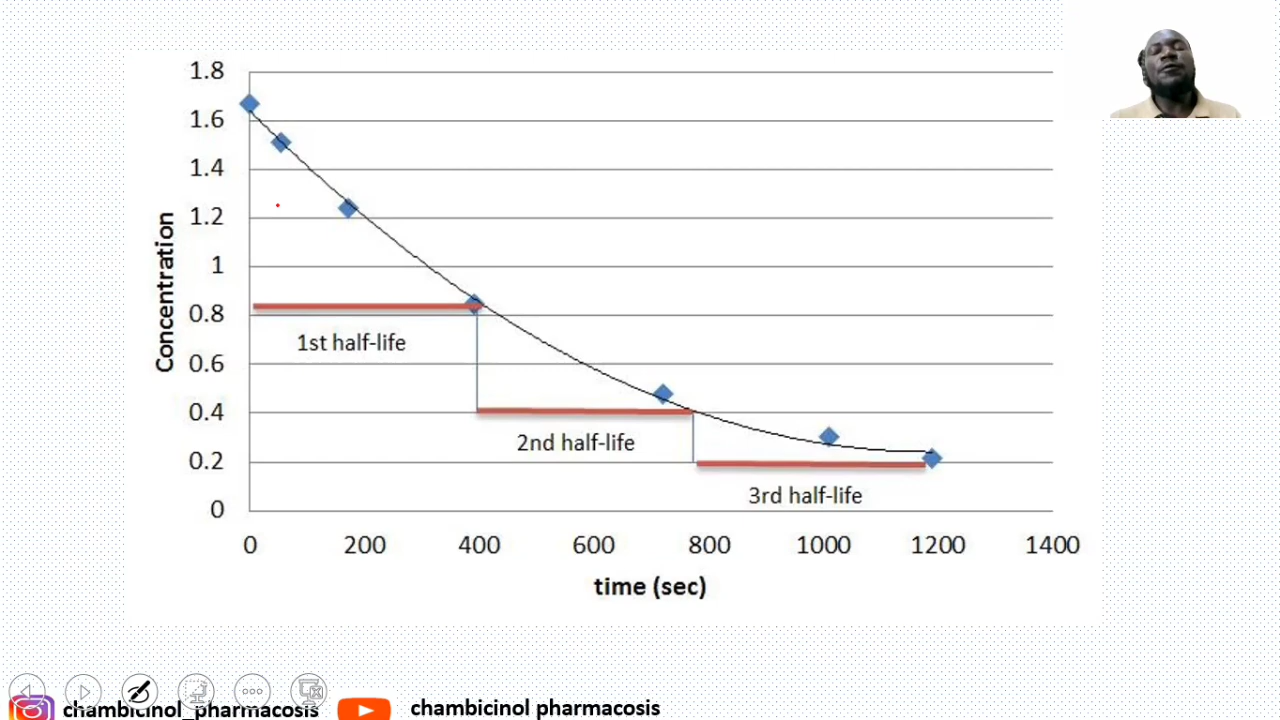 1.8
1.6
1.4
1.2
1
0.8
0.6
0.4
0.2
0
Concentration
1st half-life
2nd half-life
3rd half-life
0 200 400 600 800 1000 1200 1400
time (sec)
chambicinol_pharmacosis
chambicinol pharmacosis